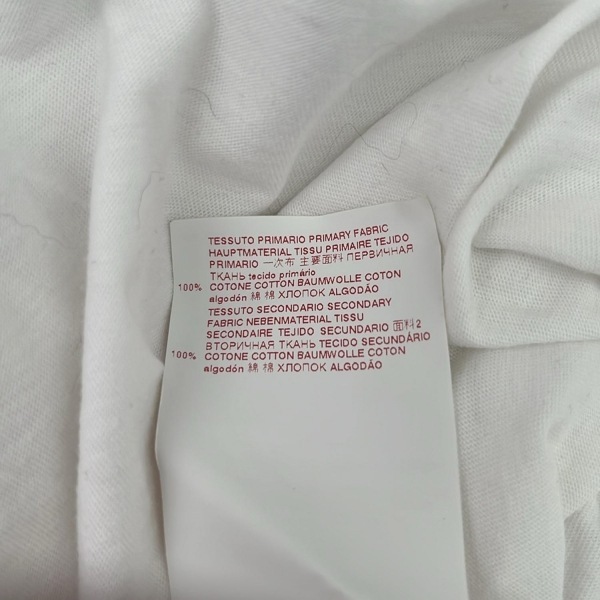 TESSUTO PRIMARIO PRIMARY FABRIC
HAUPTMATERIAL TISSU PRIMAIRE TEJIDO
PRIMARIO 一次布 主要面料 ПЕРВИЧНАЯ
ТКАНЬ tecido primário
100% COTONE COTTON BAUMWOLLE COTON
algodón 綿 棉 ХЛОПОК ALGODÃO
TESSUTO SECONDARIO SECONDARY
FABRIC NEBENMATERIAL TISSU
SECONDAIRE TEJIDO SECUNDARIO 面料2
ВТОРИЧНАЯ ТКАНЬ TECIDO SECUNDÁRIO
100% COTONE COTTON BAUMWOLLE COTON
algodón 綿 棉 ХЛОПОК ALGODÃO